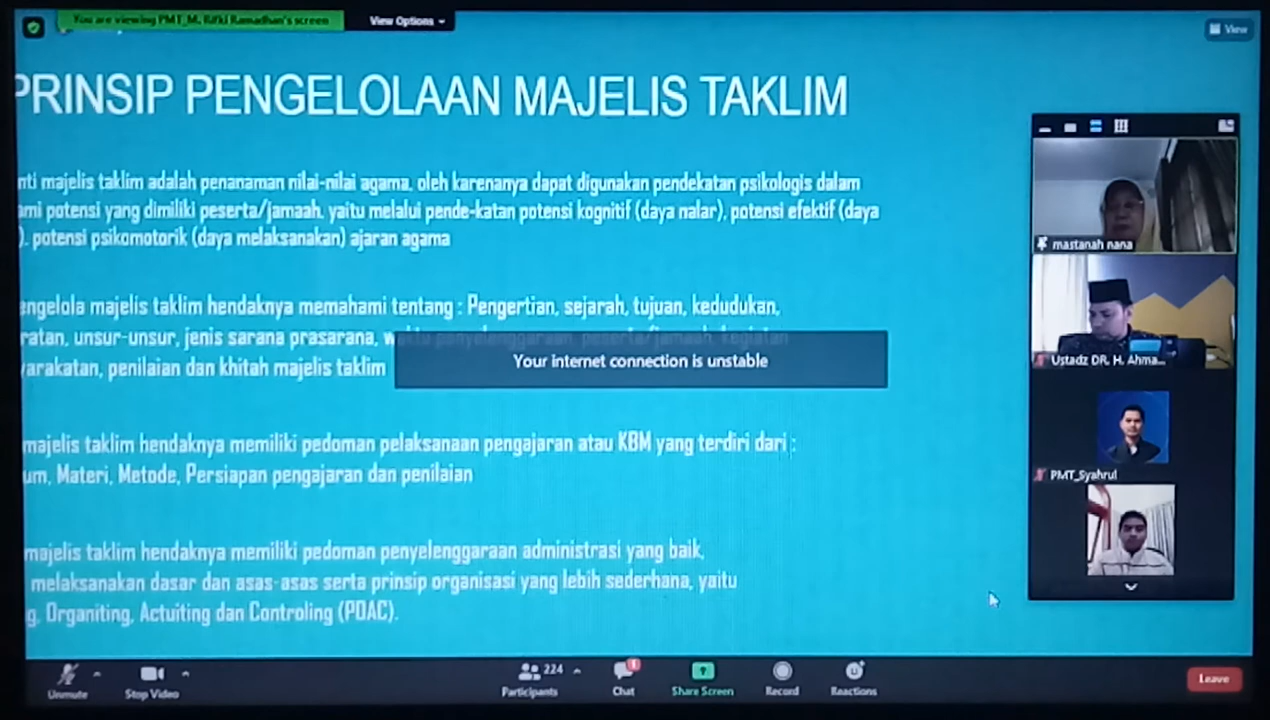 You are viewing PMT_M. Rifki Ramadhan's screen
View Options
View
PRINSIP PENGELOLAAN MAJELIS TAKLIM
nti majelis taklim adalah penanaman nilai-nilai agama. oleh karenanya dapat digunakan pendekatan psikologis dalam
mi potensi yang dimiliki peserta/jamaah. yaitu melalui pende-katan potensi kognitif (daya nalar), potensi efektif (daya
). potensi psikomotorik (daya melaksanakan) ajaran agama
engelola majelis taklim hendaknya memahami tentang : Pengertian, sejarah, tujuan, kedudukan,
ratan, unsur-unsur, jenis sarana prasarana, waktu penyelenggaraan, peserta/jamaah, kegiatan
arakatan, penilaian dan khitah majelis taklim
Your internet connection is unstable
majelis taklim hendaknya memiliki pedoman pelaksanaan pengajaran atau KBM yang terdiri dari :
um, Materi, Metode, Persiapan pengajaran dan penilaian
majelis taklim hendaknya memiliki pedoman penyelenggaraan administrasi yang baik,
melaksanakan dasar dan asas-asas serta prinsip organisasi yang lebih sederhana, yaitu
g, Organiting, Actuiting dan Controling (POAC).
mastanah nana
Ustadz DR. H. Ahma...
PMT_Syahrul
Unmute
Stop Video
224
Participants
Chat
Share Screen
Record
Reactions
Leave